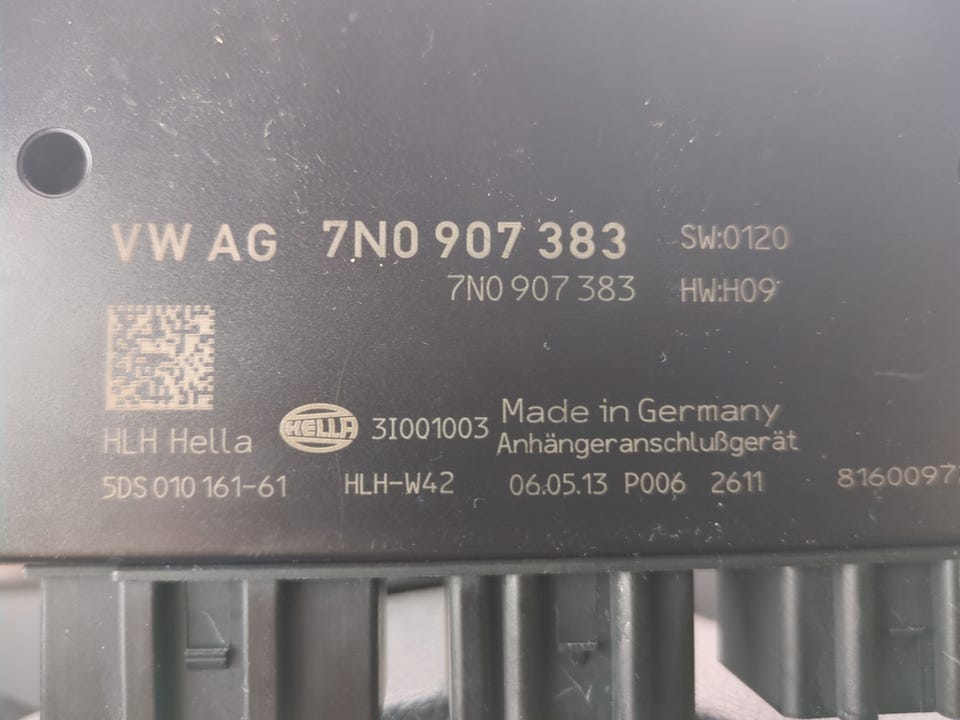 VW AG 7N0 907 383 SW:0120
7N0 907 383 HW:H09
HLH Hella HELLA 3I001003 Made in Germany
Anhängeranschlußgerät
5DS 010 161-61 HLH-W42 06.05.13 P006 2611